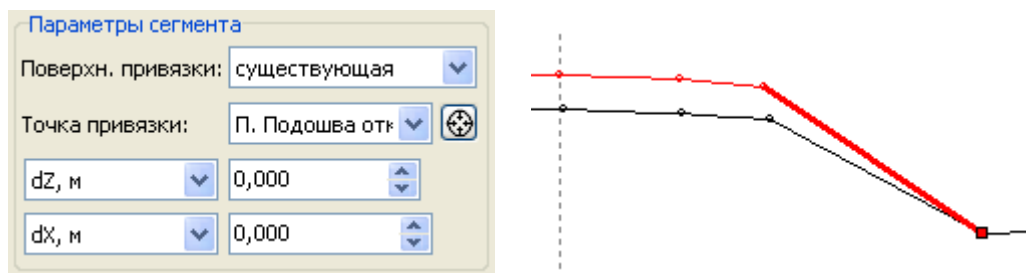 Параметры сегмента
Поверхн. привязки: существующая
Точка привязки: П. Подошва отк
dZ, м 0,000
dX, м 0,000